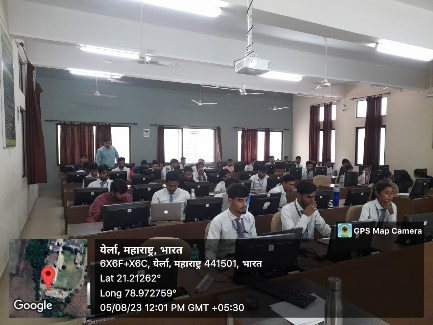 GPS Map Camera
येर्ला, महाराष्ट्र, भारत
6X6F+X6C, येर्ला, महाराष्ट्र 441501, भारत
Lat 21.21262°
Long 78.972759°
05/08/23 12:01 PM GMT +05:30
Google